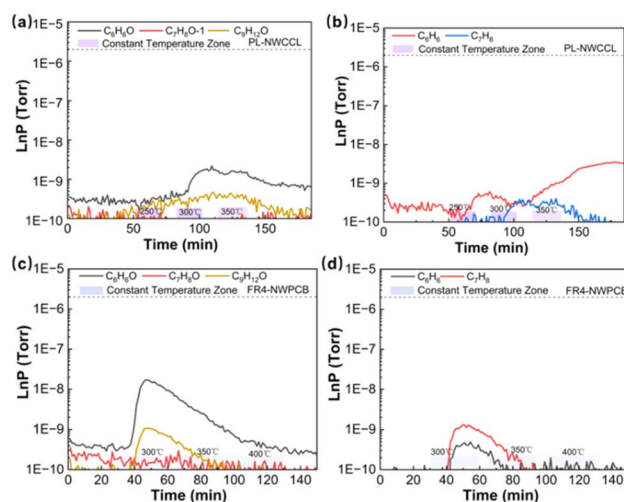 (a)
C₆H₆O C₇H₈O-1 C₉H₁₂O
Constant Temperature Zone PL-NWCCL
LnP (Torr)
1E-5
1E-6
1E-7
1E-8
1E-9
1E-10
250℃ 300℃ 350℃
0 50 100 150
Time (min)
(b)
C₆H₆ C₇H₈
Constant Temperature Zone PL-NWCCL
LnP (Torr)
1E-5
1E-6
1E-7
1E-8
1E-9
1E-10
250℃ 300℃ 350℃
0 50 100 150
Time (min)
(c)
C₆H₆O C₇H₈O C₉H₁₂O
Constant Temperature Zone FR4-NWPCB
LnP (Torr)
1E-5
1E-6
1E-7
1E-8
1E-9
1E-10
300℃ 350℃ 400℃
0 20 40 60 80 100 120 140
Time (min)
(d)
C₆H₆ C₇H₈
Constant Temperature Zone FR4-NWPCB
LnP (Torr)
1E-5
1E-6
1E-7
1E-8
1E-9
1E-10
300℃ 350℃ 400℃
0 20 40 60 80 100 120 140
Time (min)